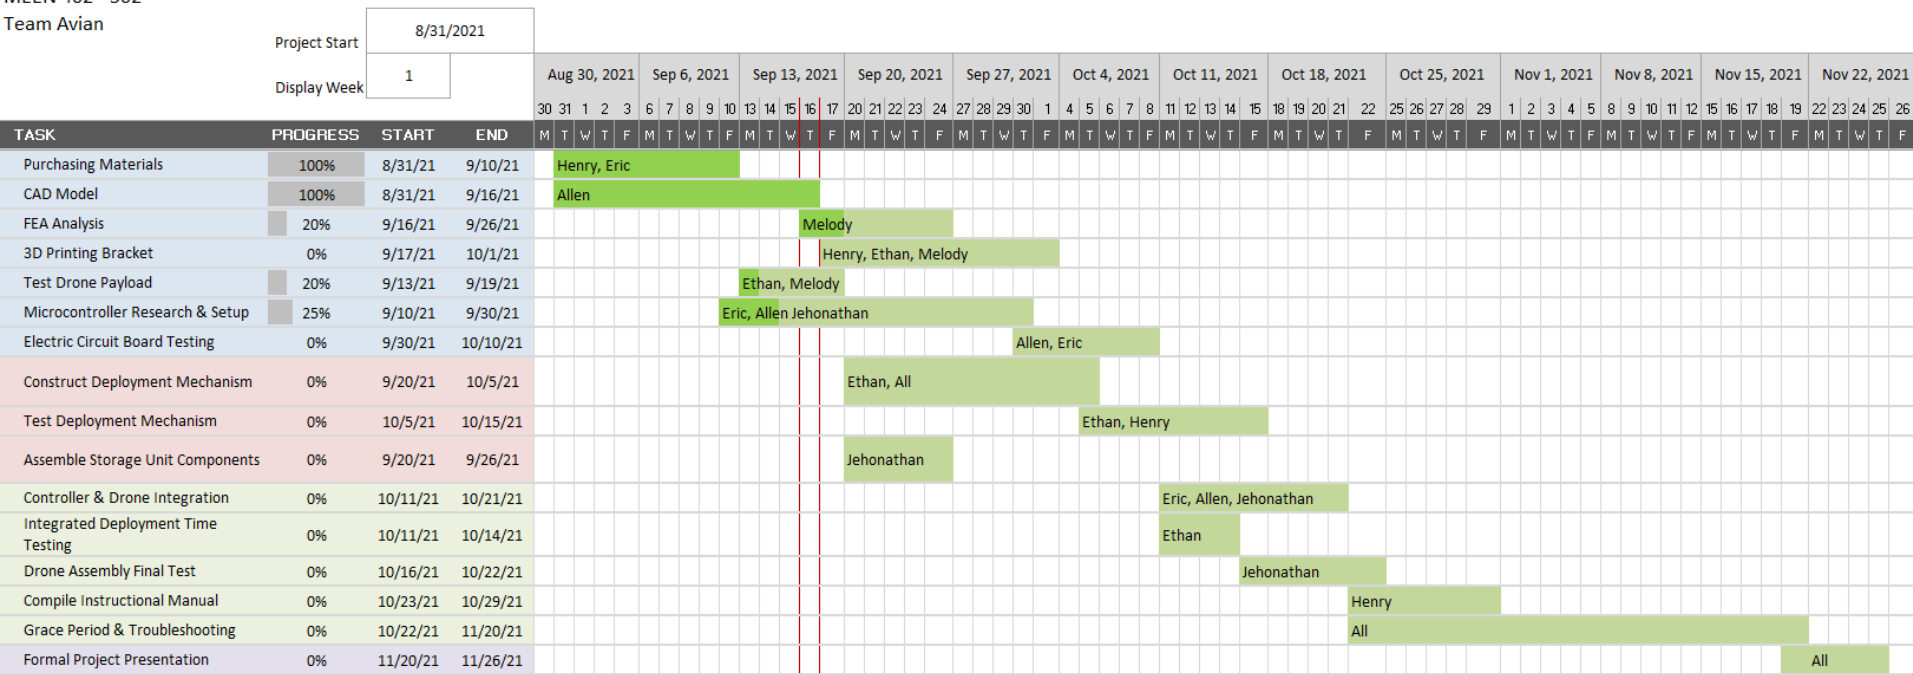 Team Avian
Project Start 8/31/2021
Display Week 1
Aug 30, 2021 Sep 6, 2021 Sep 13, 2021 Sep 20, 2021 Sep 27, 2021 Oct 4, 2021 Oct 11, 2021 Oct 18, 2021 Oct 25, 2021 Nov 1, 2021 Nov 8, 2021 Nov 15, 2021 Nov 22, 2021
30 31 1 2 3 6 7 8 9 10 13 14 15 16 17 20 21 22 23 24 27 28 29 30 1 4 5 6 7 8 11 12 13 14 15 18 19 20 21 22 25 26 27 28 29 1 2 3 4 5 8 9 10 11 12 15 16 17 18 19 22 23 24 25 26
TASK PROGRESS START END M T W T F M T W T F M T W T F M T W T F M T W T F M T W T F M T W T F M T W T F M T W T F M T W T F M T W T F M T W T F M T W T F
Purchasing Materials 100% 8/31/21 9/10/21 Henry, Eric
CAD Model 100% 8/31/21 9/16/21 Allen
FEA Analysis 20% 9/16/21 9/26/21 Melody
3D Printing Bracket 0% 9/17/21 10/1/21 Henry, Ethan, Melody
Test Drone Payload 20% 9/13/21 9/19/21 Ethan, Melody
Microcontroller Research & Setup 25% 9/10/21 9/30/21 Eric, Allen Jehonathan
Electric Circuit Board Testing 0% 9/30/21 10/10/21 Allen, Eric
Construct Deployment Mechanism 0% 9/20/21 10/5/21 Ethan, All
Test Deployment Mechanism 0% 10/5/21 10/15/21 Ethan, Henry
Assemble Storage Unit Components 0% 9/20/21 9/26/21 Jehonathan
Controller & Drone Integration 0% 10/11/21 10/21/21 Eric, Allen, Jehonathan
Integrated Deployment Time
Testing 0% 10/11/21 10/14/21 Ethan
Drone Assembly Final Test 0% 10/16/21 10/22/21 Jehonathan
Compile Instructional Manual 0% 10/23/21 10/29/21 Henry
Grace Period & Troubleshooting 0% 10/22/21 11/20/21 All
Formal Project Presentation 0% 11/20/21 11/26/21 All